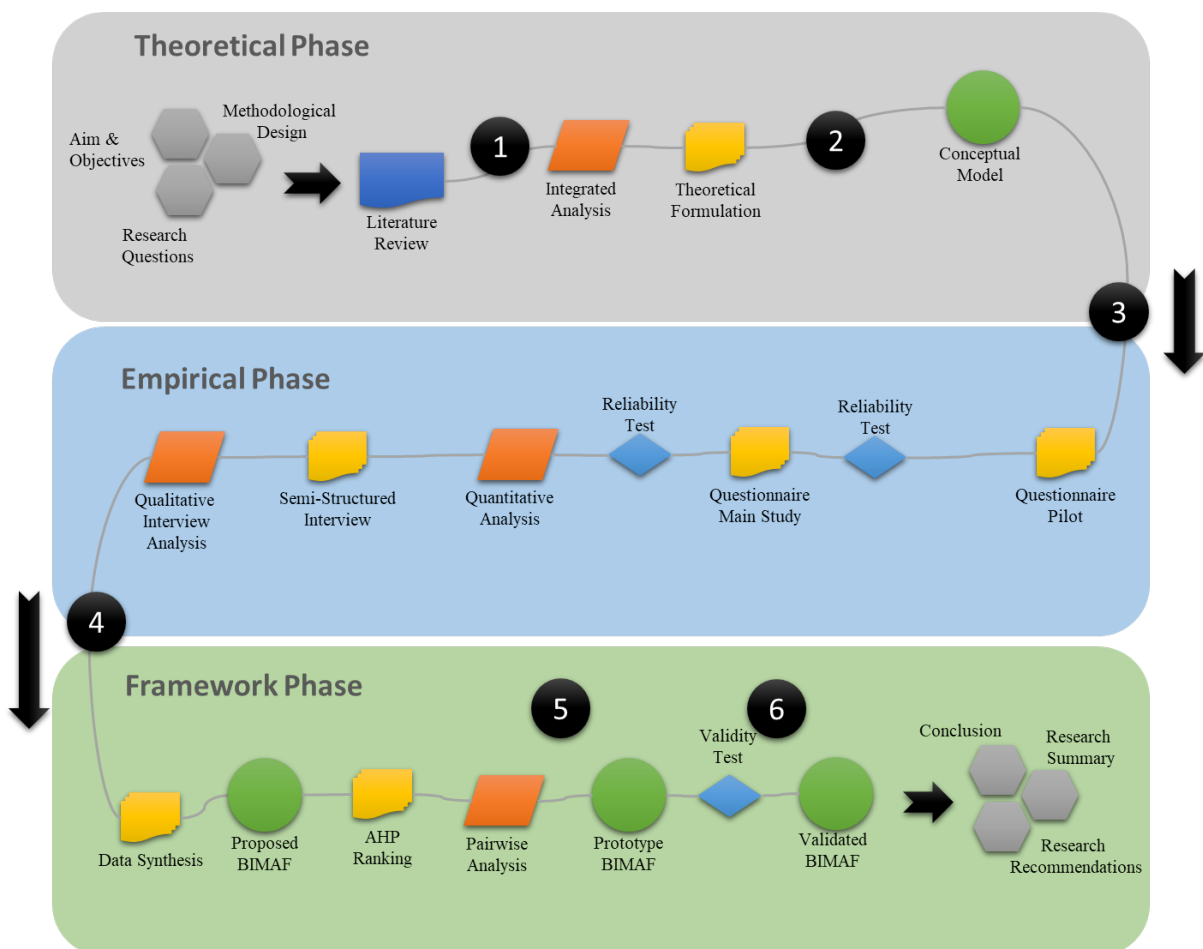 Theoretical Phase
Aim &
Objectives
Methodological
Design
Research
Questions
Literature
Review
1
Integrated
Analysis
Theoretical
Formulation
2
Conceptual
Model
3
Empirical Phase
Qualitative
Interview
Analysis
Semi-Structured
Interview
Quantitative
Analysis
Reliability
Test
Questionnaire
Main Study
Reliability
Test
Questionnaire
Pilot
4
Framework Phase
Data Synthesis
Proposed
BIMAF
AHP
Ranking
Pairwise
Analysis
5
Prototype
BIMAF
Validity
Test
6
Validated
BIMAF
Conclusion
Research
Summary
Research
Recommendations